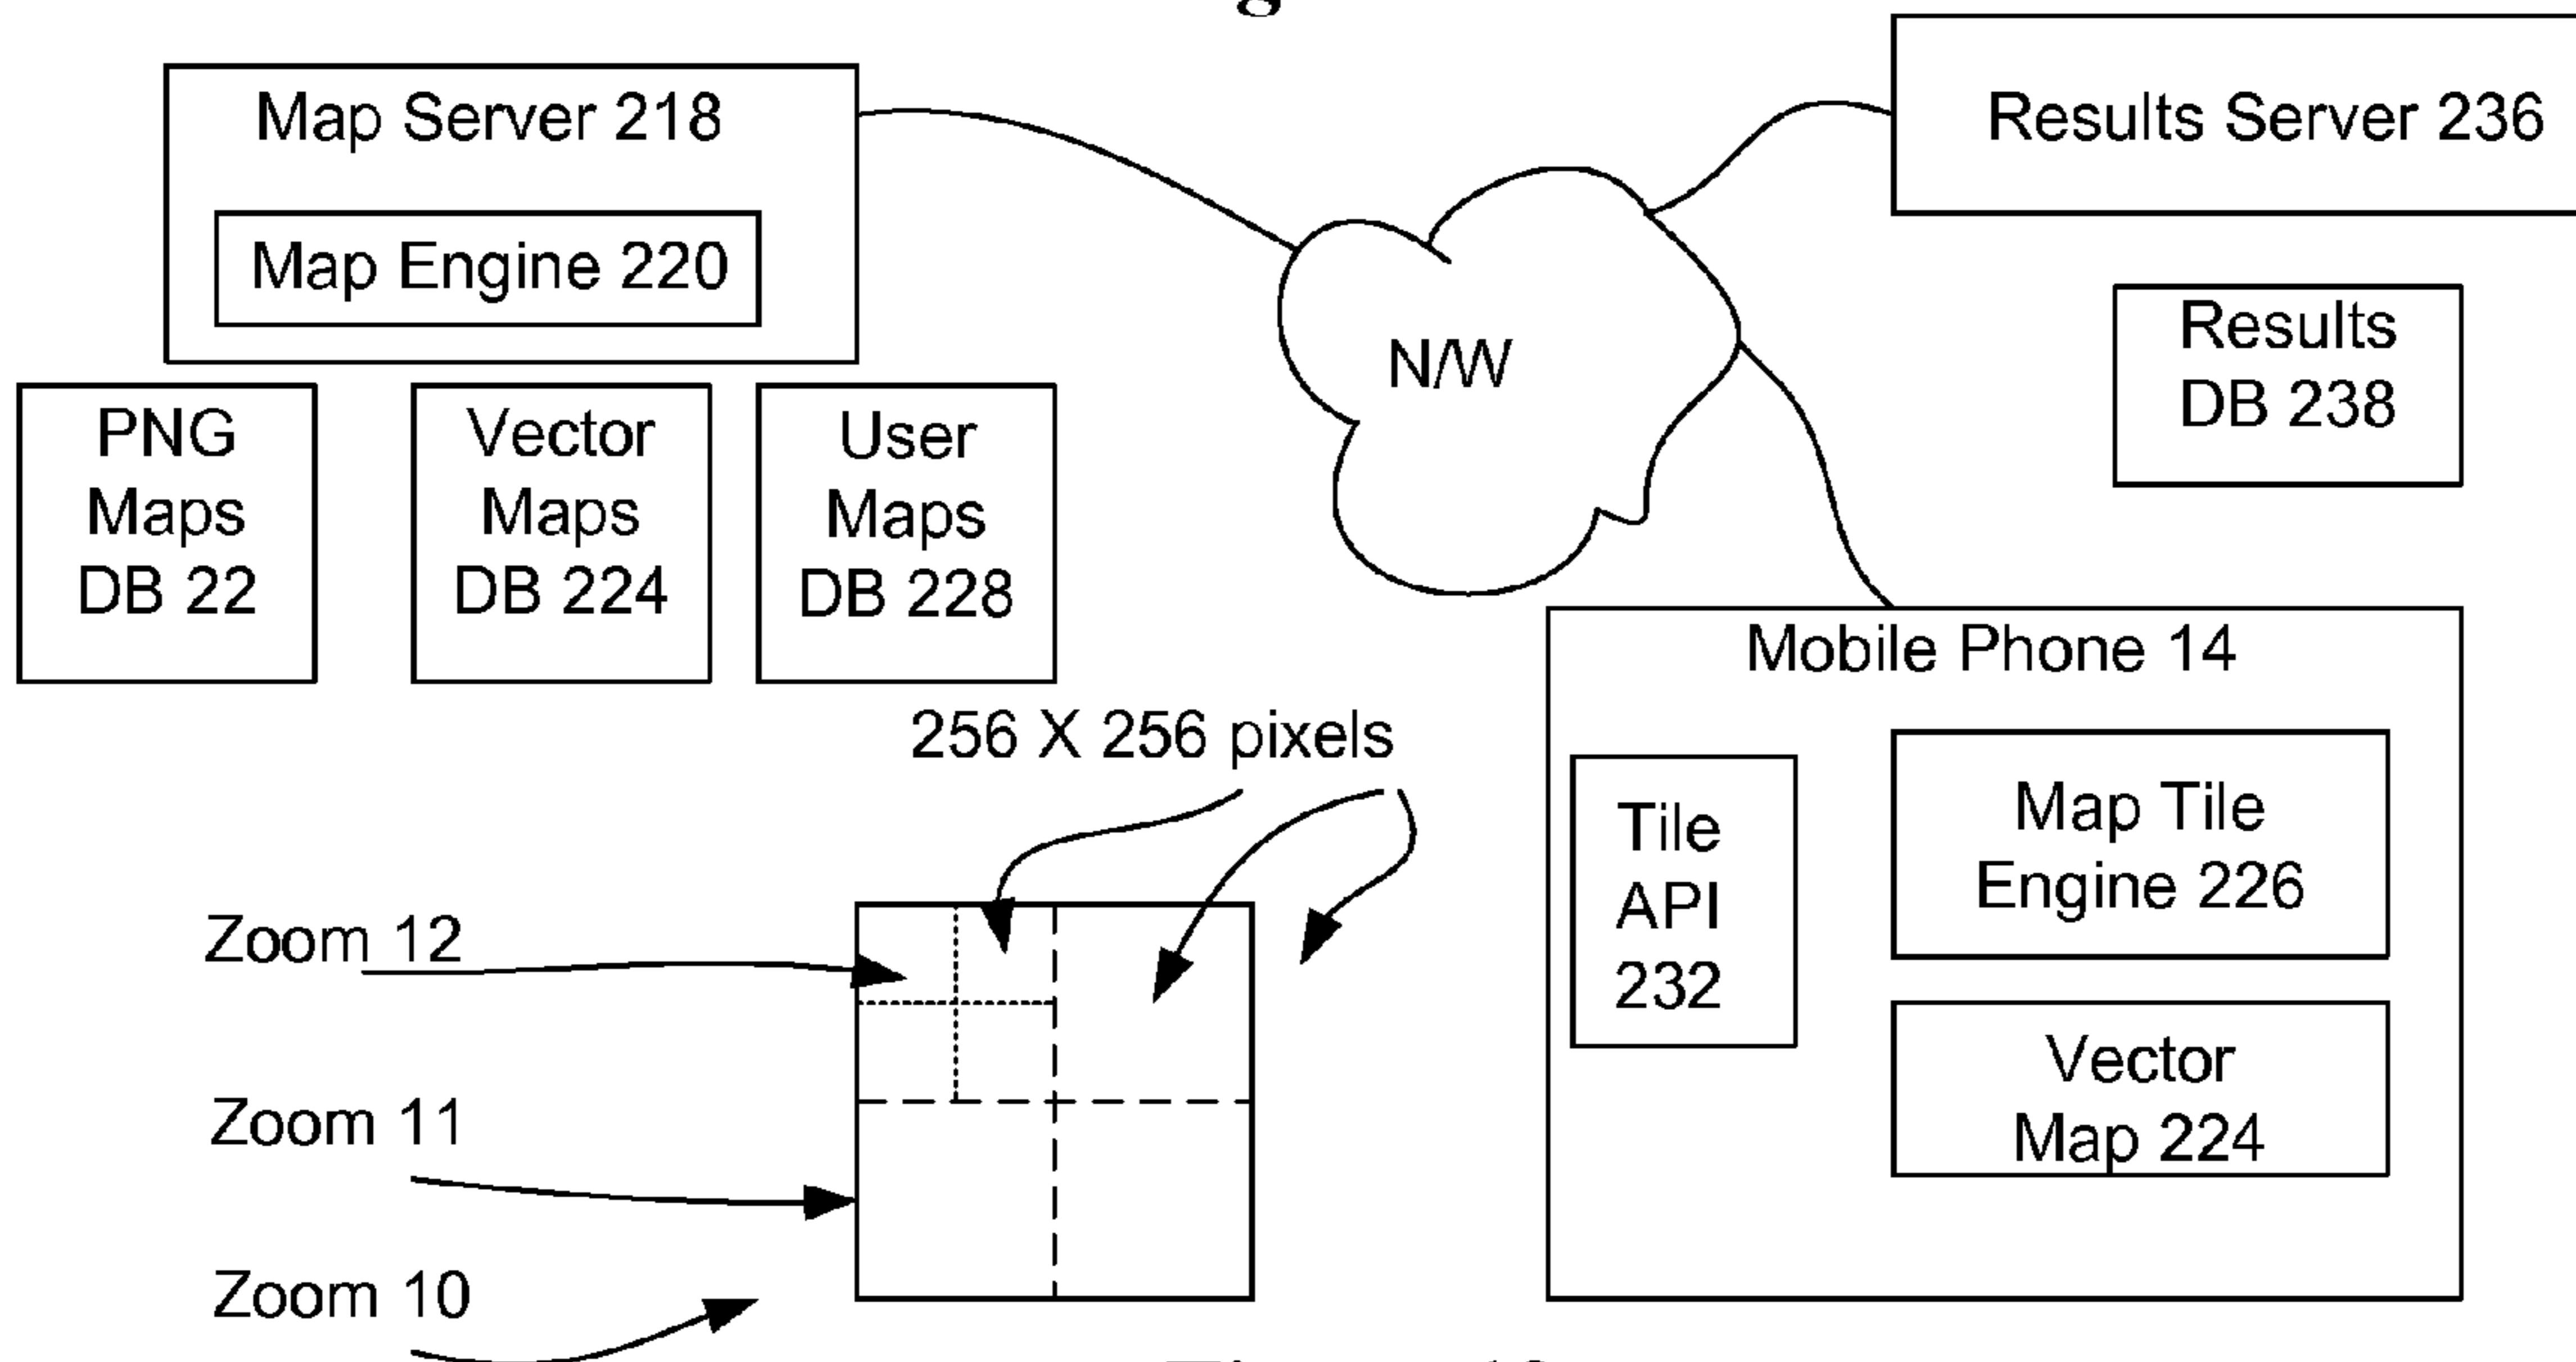 Map Server 218
Map Engine 220
Results Server 236
N/W
Results
DB 238
PNG
Maps
DB 22
Vector
Maps
DB 224
User
Maps
DB 228
Mobile Phone 14
Tile
API
232
Map Tile
Engine 226
Vector
Map 224
256 X 256 pixels
Zoom 12
Zoom 11
Zoom 10